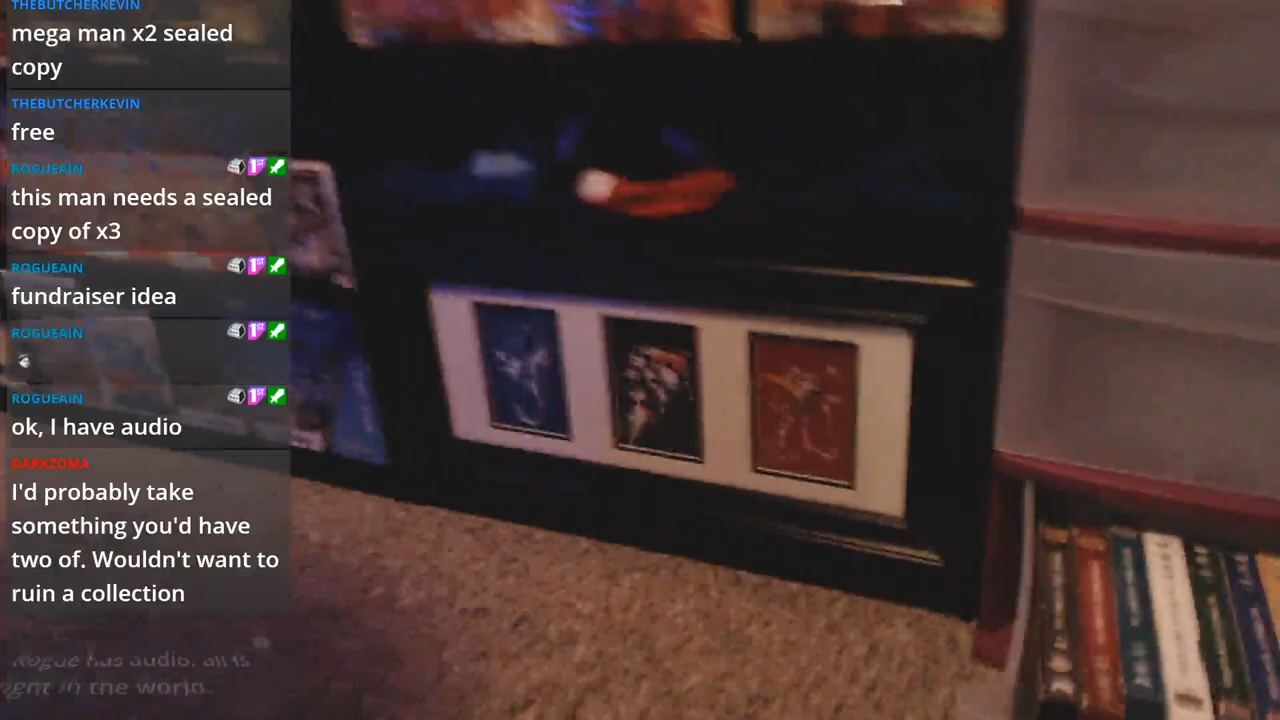 THEBUTCHERKEVIN
mega man x2 sealed
copy
THEBUTCHERKEVIN
free
ROGUEAIN
this man needs a sealed
copy of x3
ROGUEAIN
fundraiser idea
ROGUEAIN
ROGUEAIN
ok, I have audio
DARKZOMA
I'd probably take
something you'd have
two of. Wouldn't want to
ruin a collection
Rogue has audio. all is
in the world.